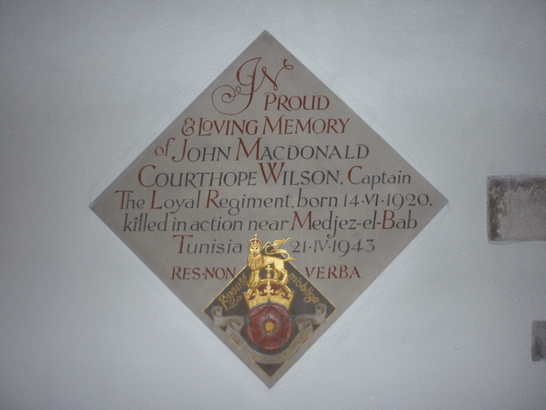 In
PROUD
& LOVING MEMORY
of JOHN MACDONALD
COURTHOPE WILSON, Captain
The Loyal Regiment, born 14·VI·1920,
killed in action near Medjez-el-Bab
Tunisia 21·IV·1943
RES·NON VERBA